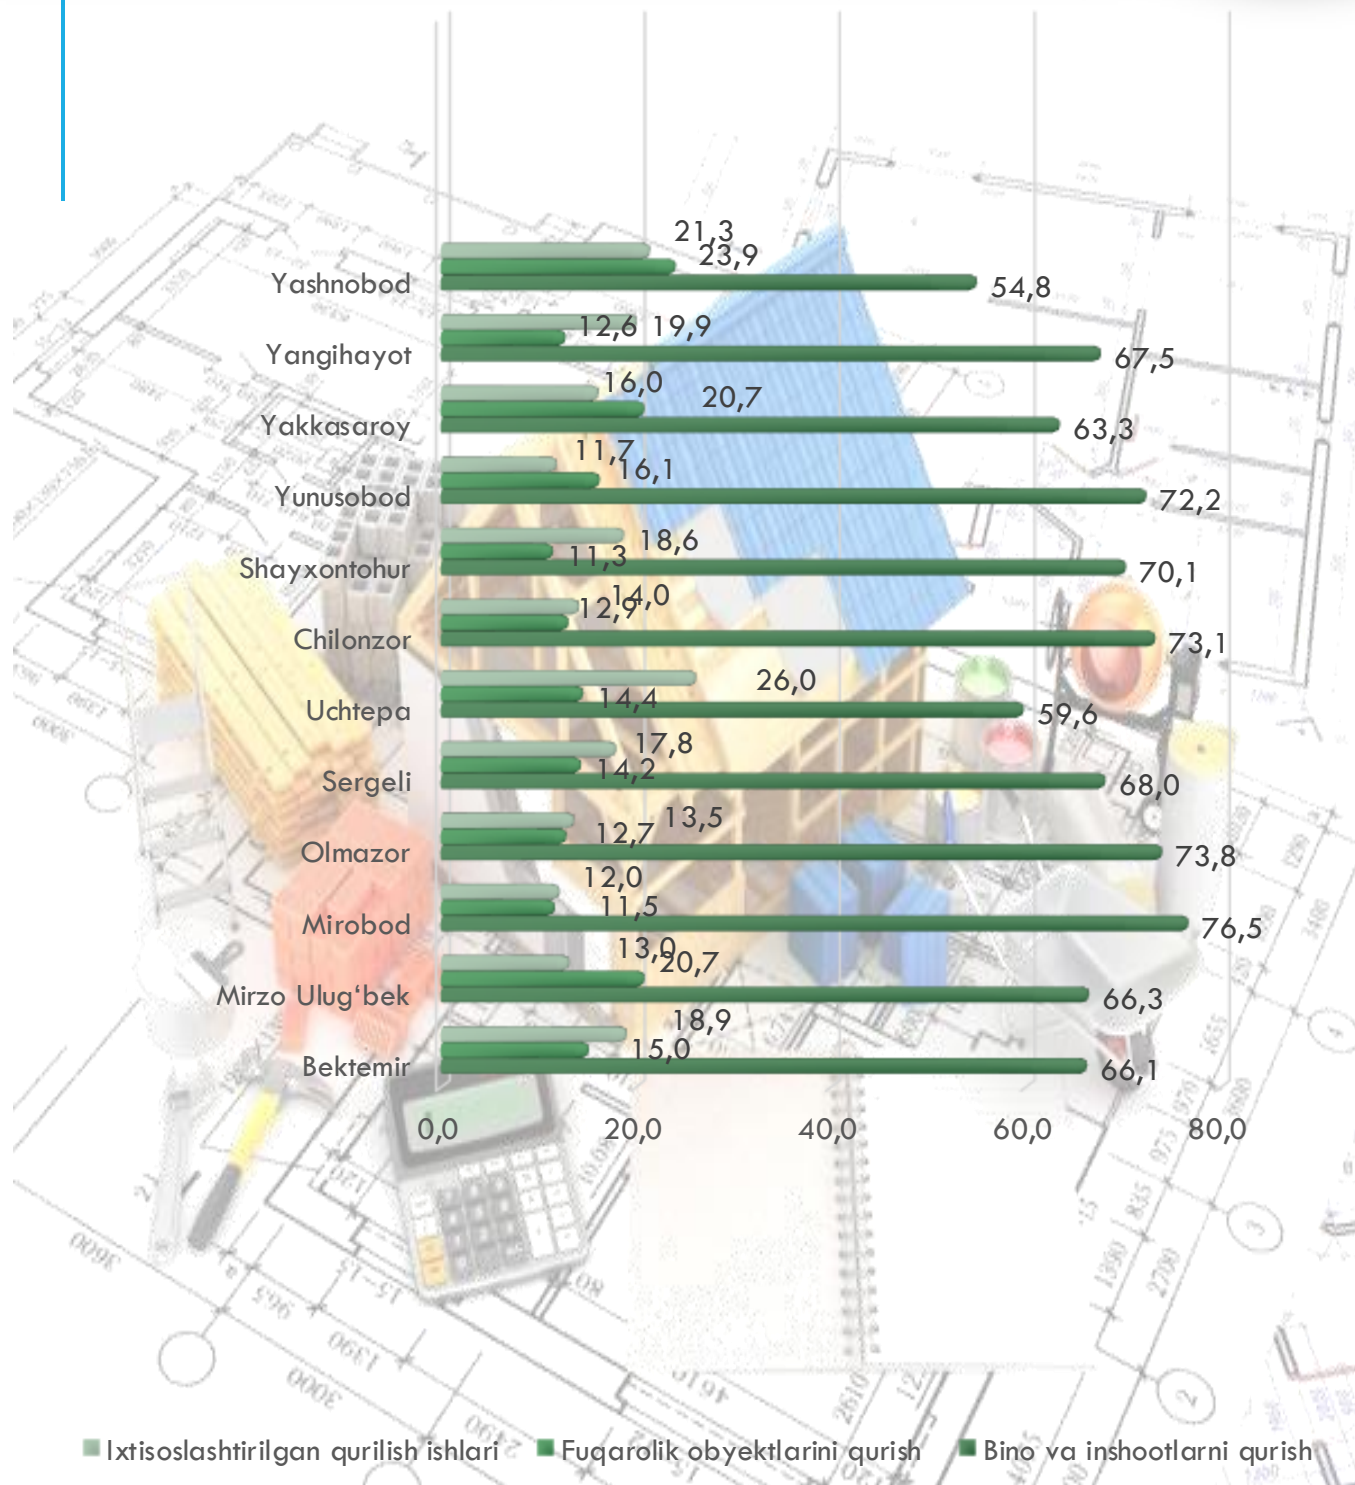 21,3
23,9
Yashnobod 54,8
12,6 19,9
Yangihayot 67,5
16,0 20,7
Yakkasaroy 63,3
11,7
16,1
Yunusobod 72,2
18,6
11,3
Shayxontohur 70,1
14,0
12,9
Chilonzor 73,1
26,0
14,4
Uchtepa 59,6
17,8
14,2
Sergeli 68,0
13,5
12,7
Olmazor 73,8
12,0
11,5
Mirobod 76,5
13,0
20,7
Mirzo Ulug‘bek 66,3
18,9
15,0
Bektemir 66,1
0,0 20,0 40,0 60,0 80,0
Ixtisoslashtirilgan qurilish ishlari Fuqarolik obyektlarini qurish Bino va inshootlarni qurish